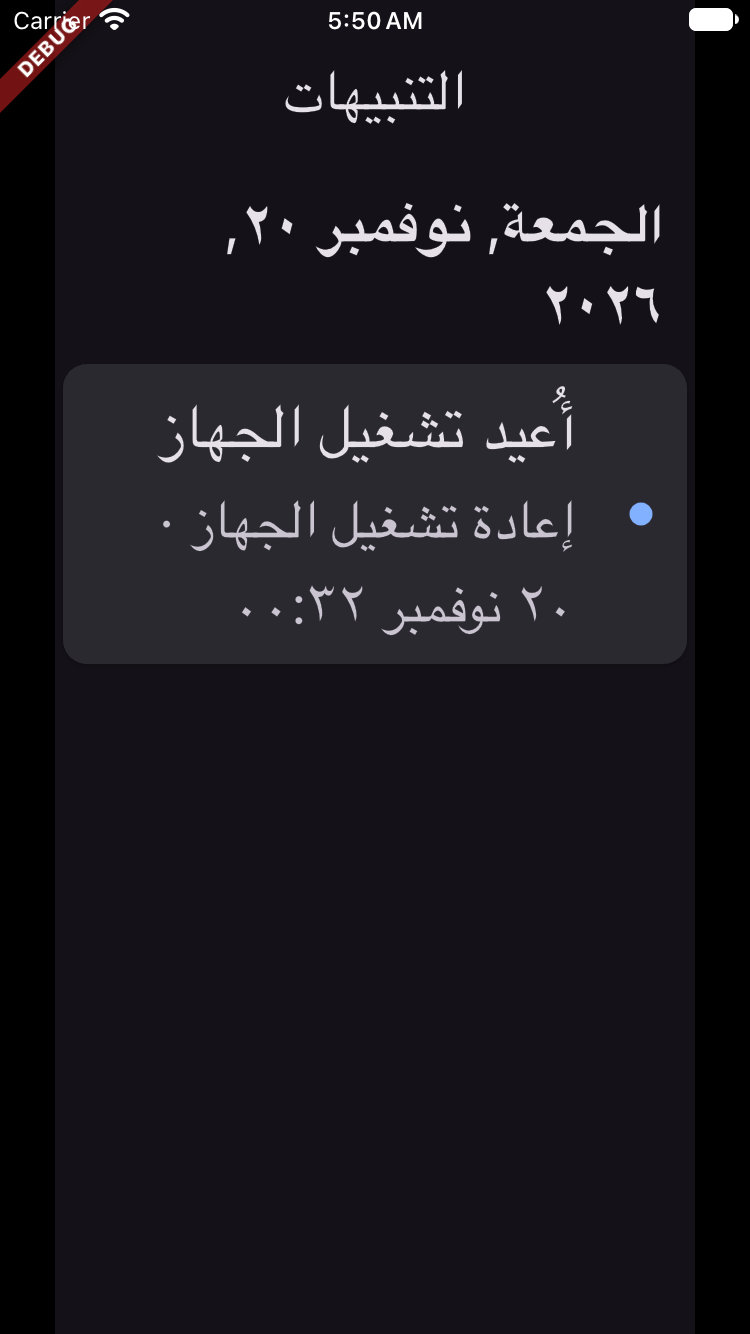 Carrier
5:50 AM
DEBUG
التنبيهات
الجمعة, نوفمبر ٢٠,
٢٠٢٦
أُعيد تشغيل الجهاز
إعادة تشغيل الجهاز ·
٢٠ نوفمبر ٠٠:٣٢